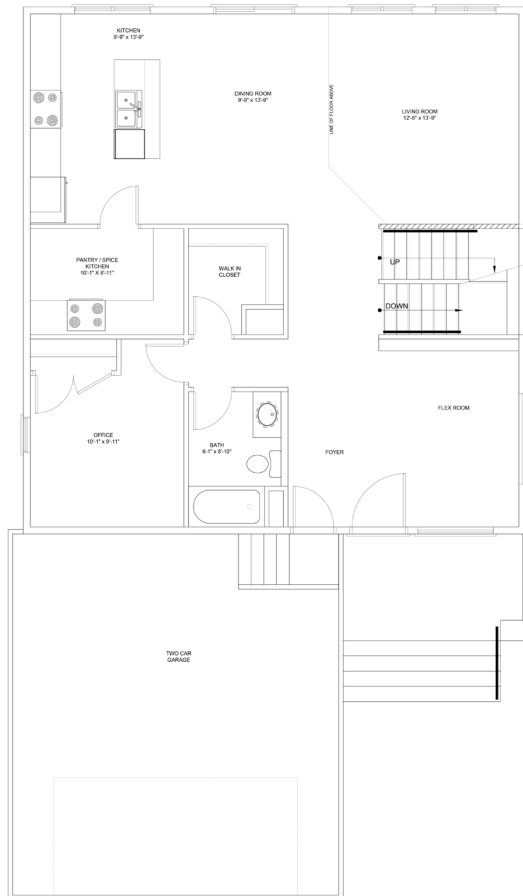 KITCHEN
9'-9" x 13'-9"
DINING ROOM
9'-9" x 13'-9"
LINE OF FLOOR ABOVE
LIVING ROOM
12'-6" x 13'-9"
PANTRY / SPICE
KITCHEN
10'-1" X 6'-11"
WALK IN
CLOSET
UP
DOWN
FLEX ROOM
OFFICE
10'-1" x 9'-11"
BATH
6-1" x 8'-10"
FOYER
TWO CAR
GARAGE